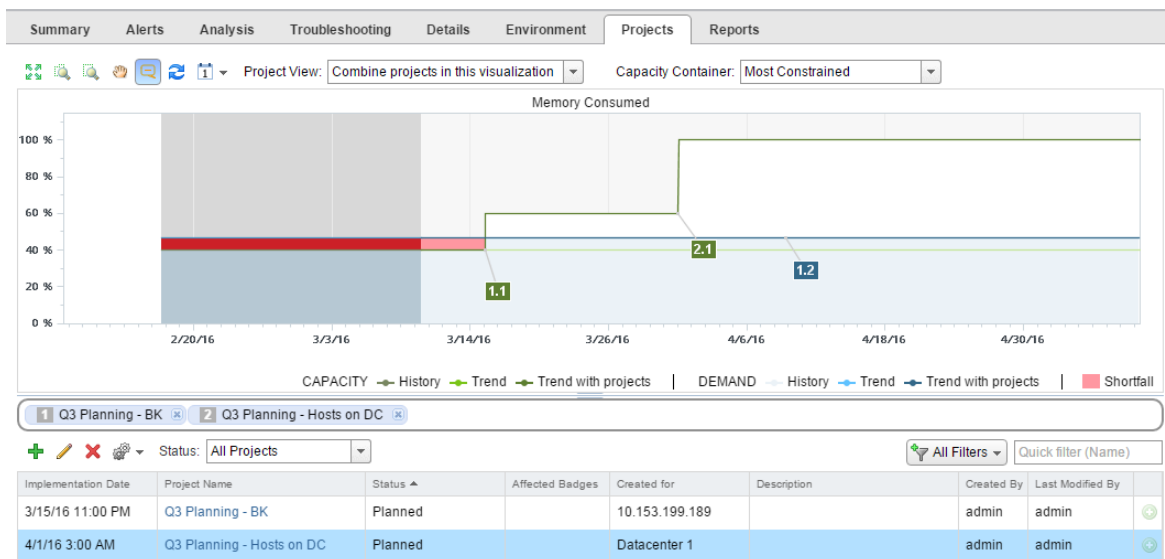 Summary Alerts Analysis Troubleshooting Details Environment Projects Reports
1 Project View: Combine projects in this visualization Capacity Container: Most Constrained
Memory Consumed
100 %
80 %
60 %
2.1
40 %
1.2
20 %
1.1
0 %
2/20/16 3/3/16 3/14/16 3/26/16 4/6/16 4/18/16 4/30/16
CAPACITY History Trend Trend with projects | DEMAND History Trend Trend with projects | Shortfall
1 Q3 Planning - BK 2 Q3 Planning - Hosts on DC
Status: All Projects All Filters Quick filter (Name)
Implementation Date Project Name Status Affected Badges Created for Description Created By Last Modified By
3/15/16 11:00 PM Q3 Planning - BK Planned 10.153.199.189 admin admin
4/1/16 3:00 AM Q3 Planning - Hosts on DC Planned Datacenter 1 admin admin